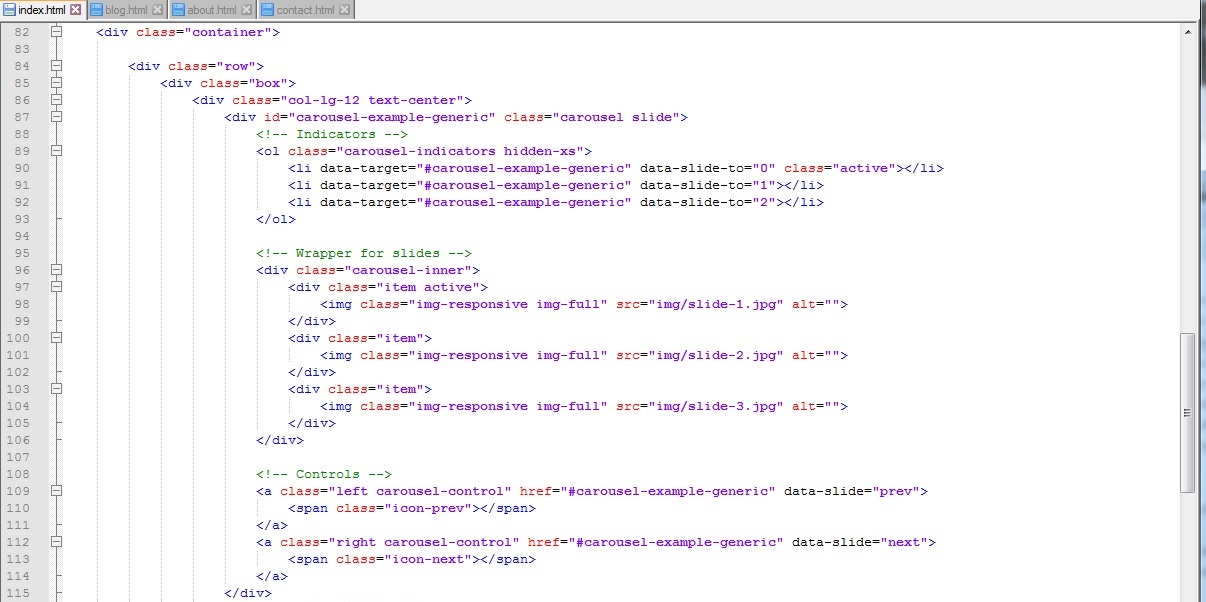 index.html blog.html about.html contact.html
82 <div class="container">
83
84 <div class="row">
85 <div class="box">
86 <div class="col-lg-12 text-center">
87 <div id="carousel-example-generic" class="carousel slide">
88 <!-- Indicators -->
89 <ol class="carousel-indicators hidden-xs">
90 <li data-target="#carousel-example-generic" data-slide-to="0" class="active"></li>
91 <li data-target="#carousel-example-generic" data-slide-to="1"></li>
92 <li data-target="#carousel-example-generic" data-slide-to="2"></li>
93 </ol>
94
95 <!-- Wrapper for slides -->
96 <div class="carousel-inner">
97 <div class="item active">
98 <img class="img-responsive img-full" src="img/slide-1.jpg" alt="">
99 </div>
100 <div class="item">
101 <img class="img-responsive img-full" src="img/slide-2.jpg" alt="">
102 </div>
103 <div class="item">
104 <img class="img-responsive img-full" src="img/slide-3.jpg" alt="">
105 </div>
106 </div>
107
108 <!-- Controls -->
109 <a class="left carousel-control" href="#carousel-example-generic" data-slide="prev">
110 <span class="icon-prev"></span>
111 </a>
112 <a class="right carousel-control" href="#carousel-example-generic" data-slide="next">
113 <span class="icon-next"></span>
114 </a>
115 </div>